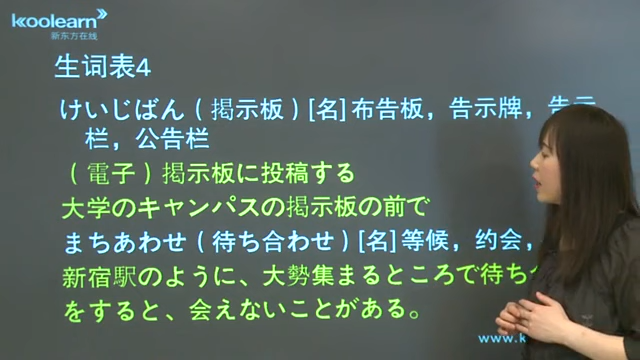 koolearn
新东方在线
生词表4
けいじばん（掲示板）[名]布告板，告示牌，告示
栏，公告栏
（電子）掲示板に投稿する
大学のキャンパスの掲示板の前で
まちあわせ（待ち合わせ）[名]等候，约会，
新宿駅のように、大勢集まるところで待ち
をすると、会えないことがある。
www.k